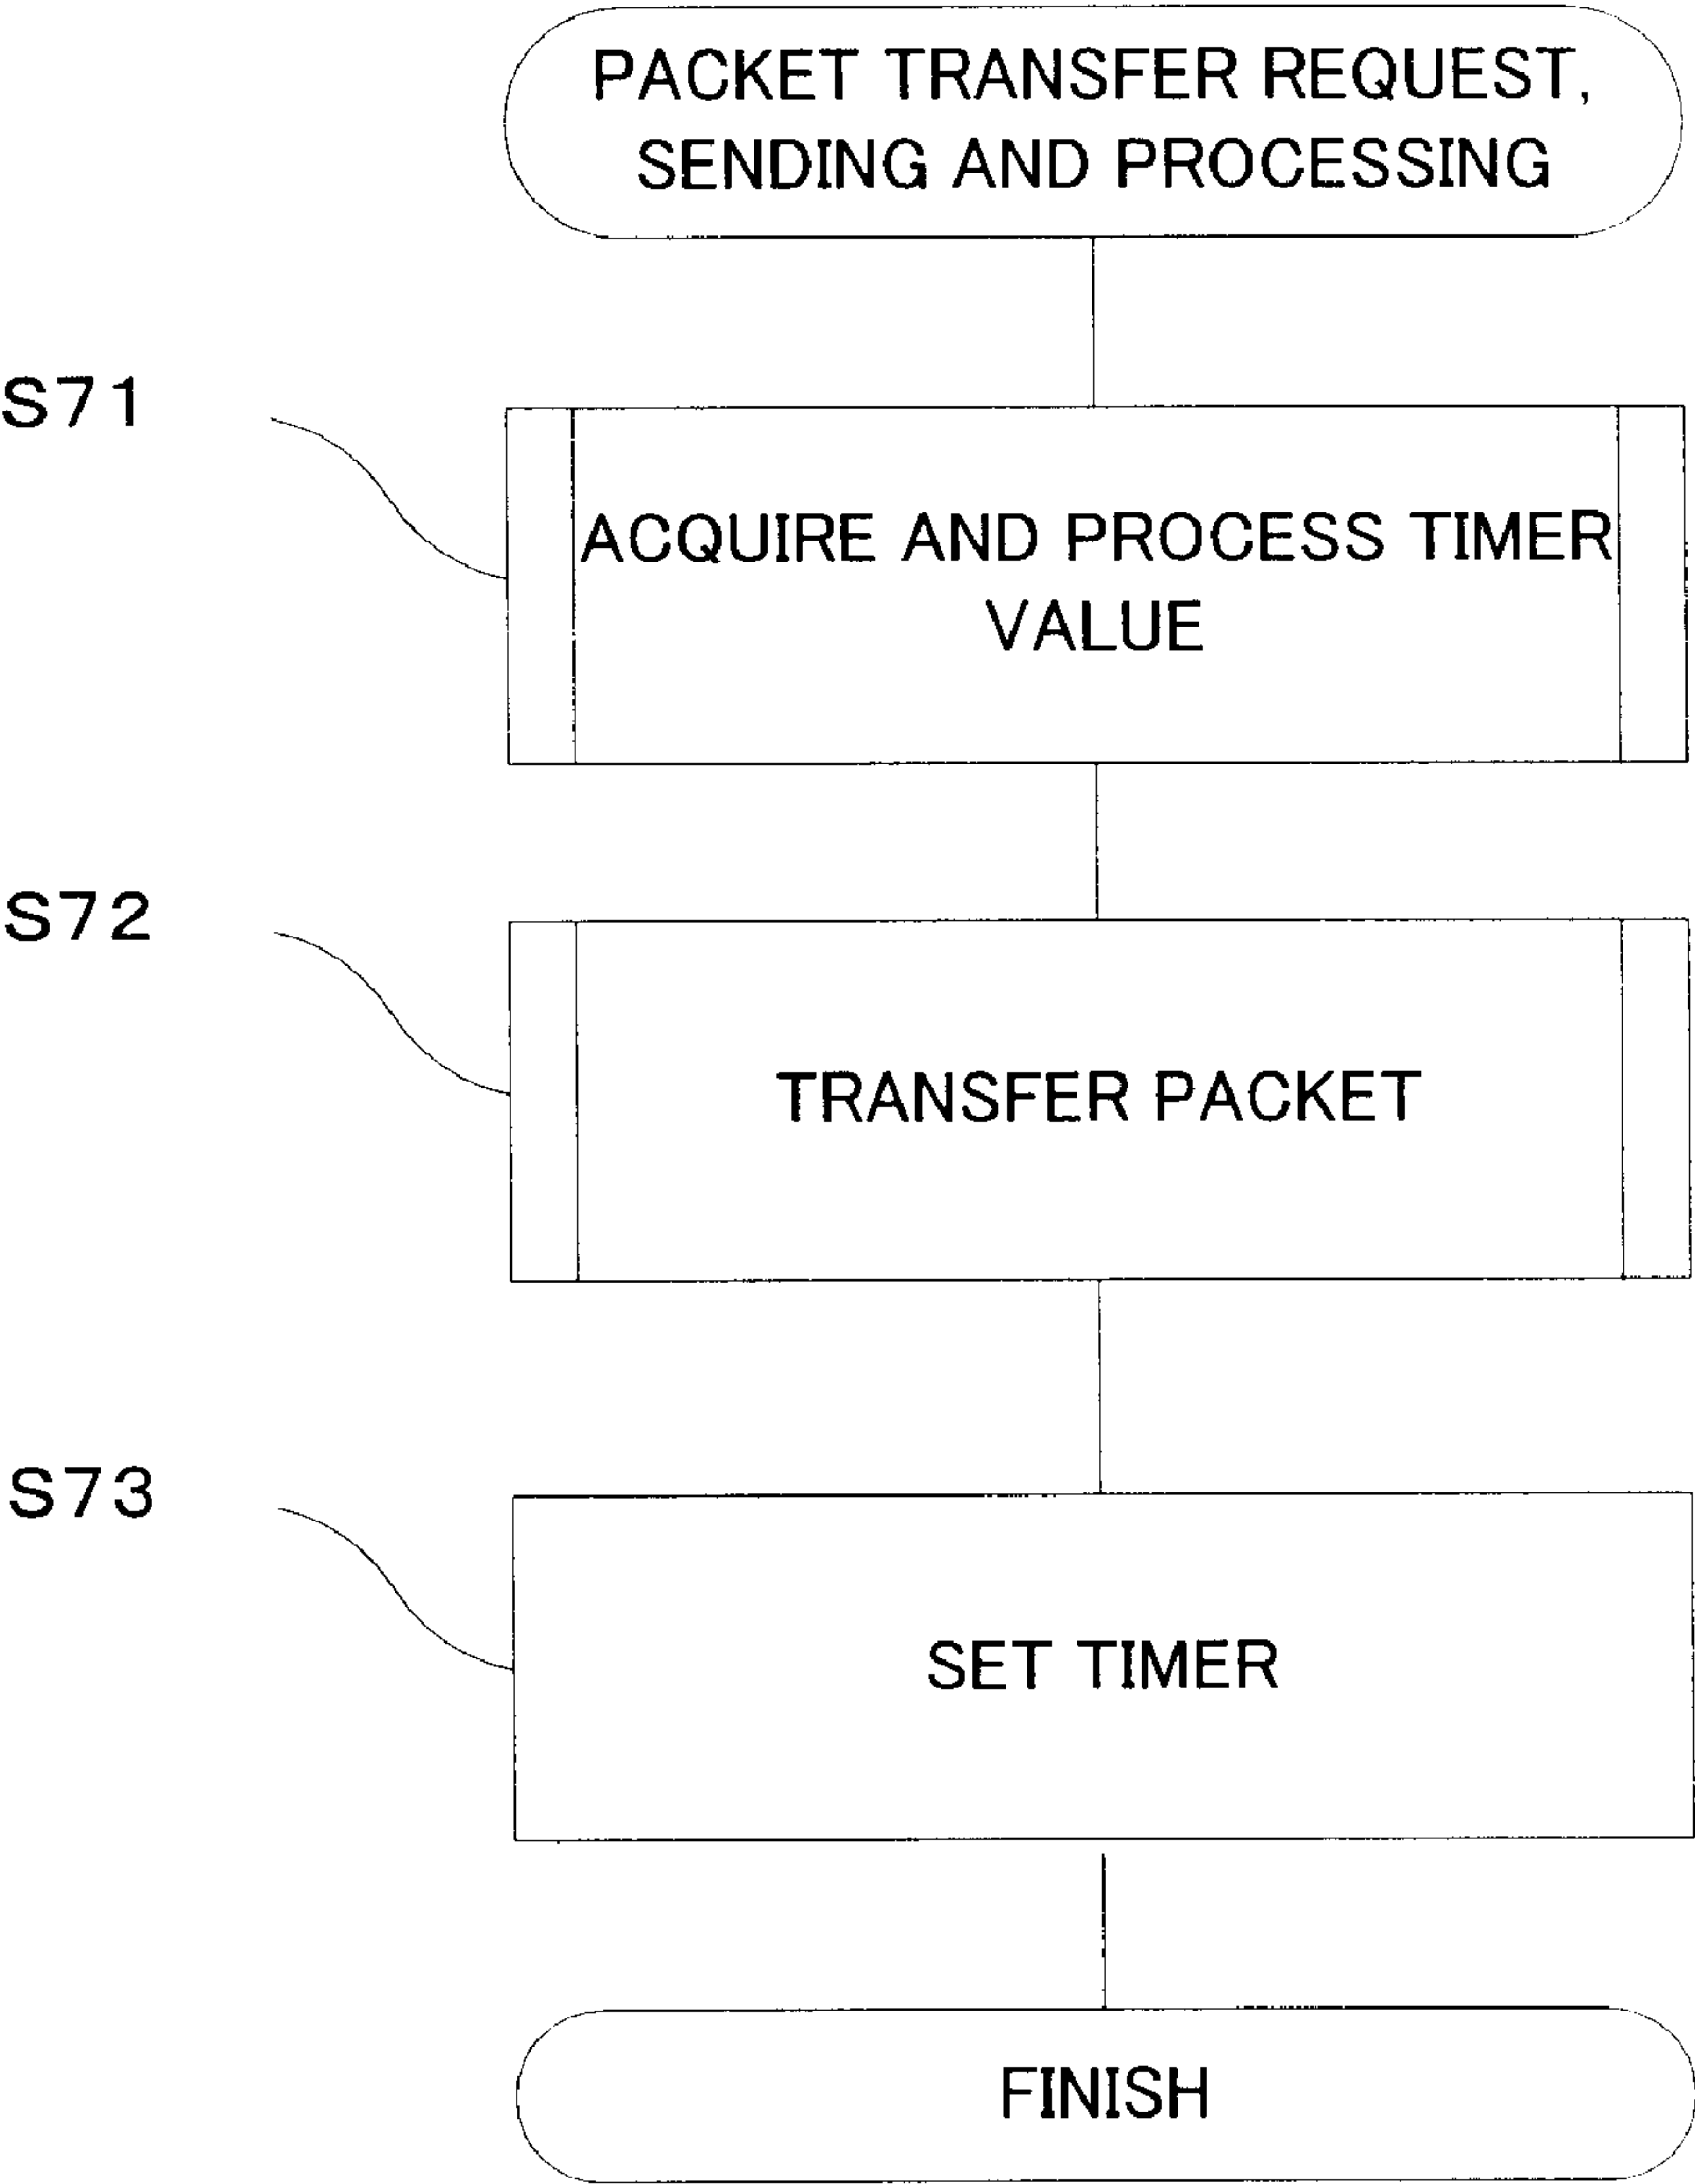 PACKET TRANSFER REQUEST,
SENDING AND PROCESSING
S71
ACQUIRE AND PROCESS TIMER
VALUE
S72
TRANSFER PACKET
S73
SET TIMER
FINISH